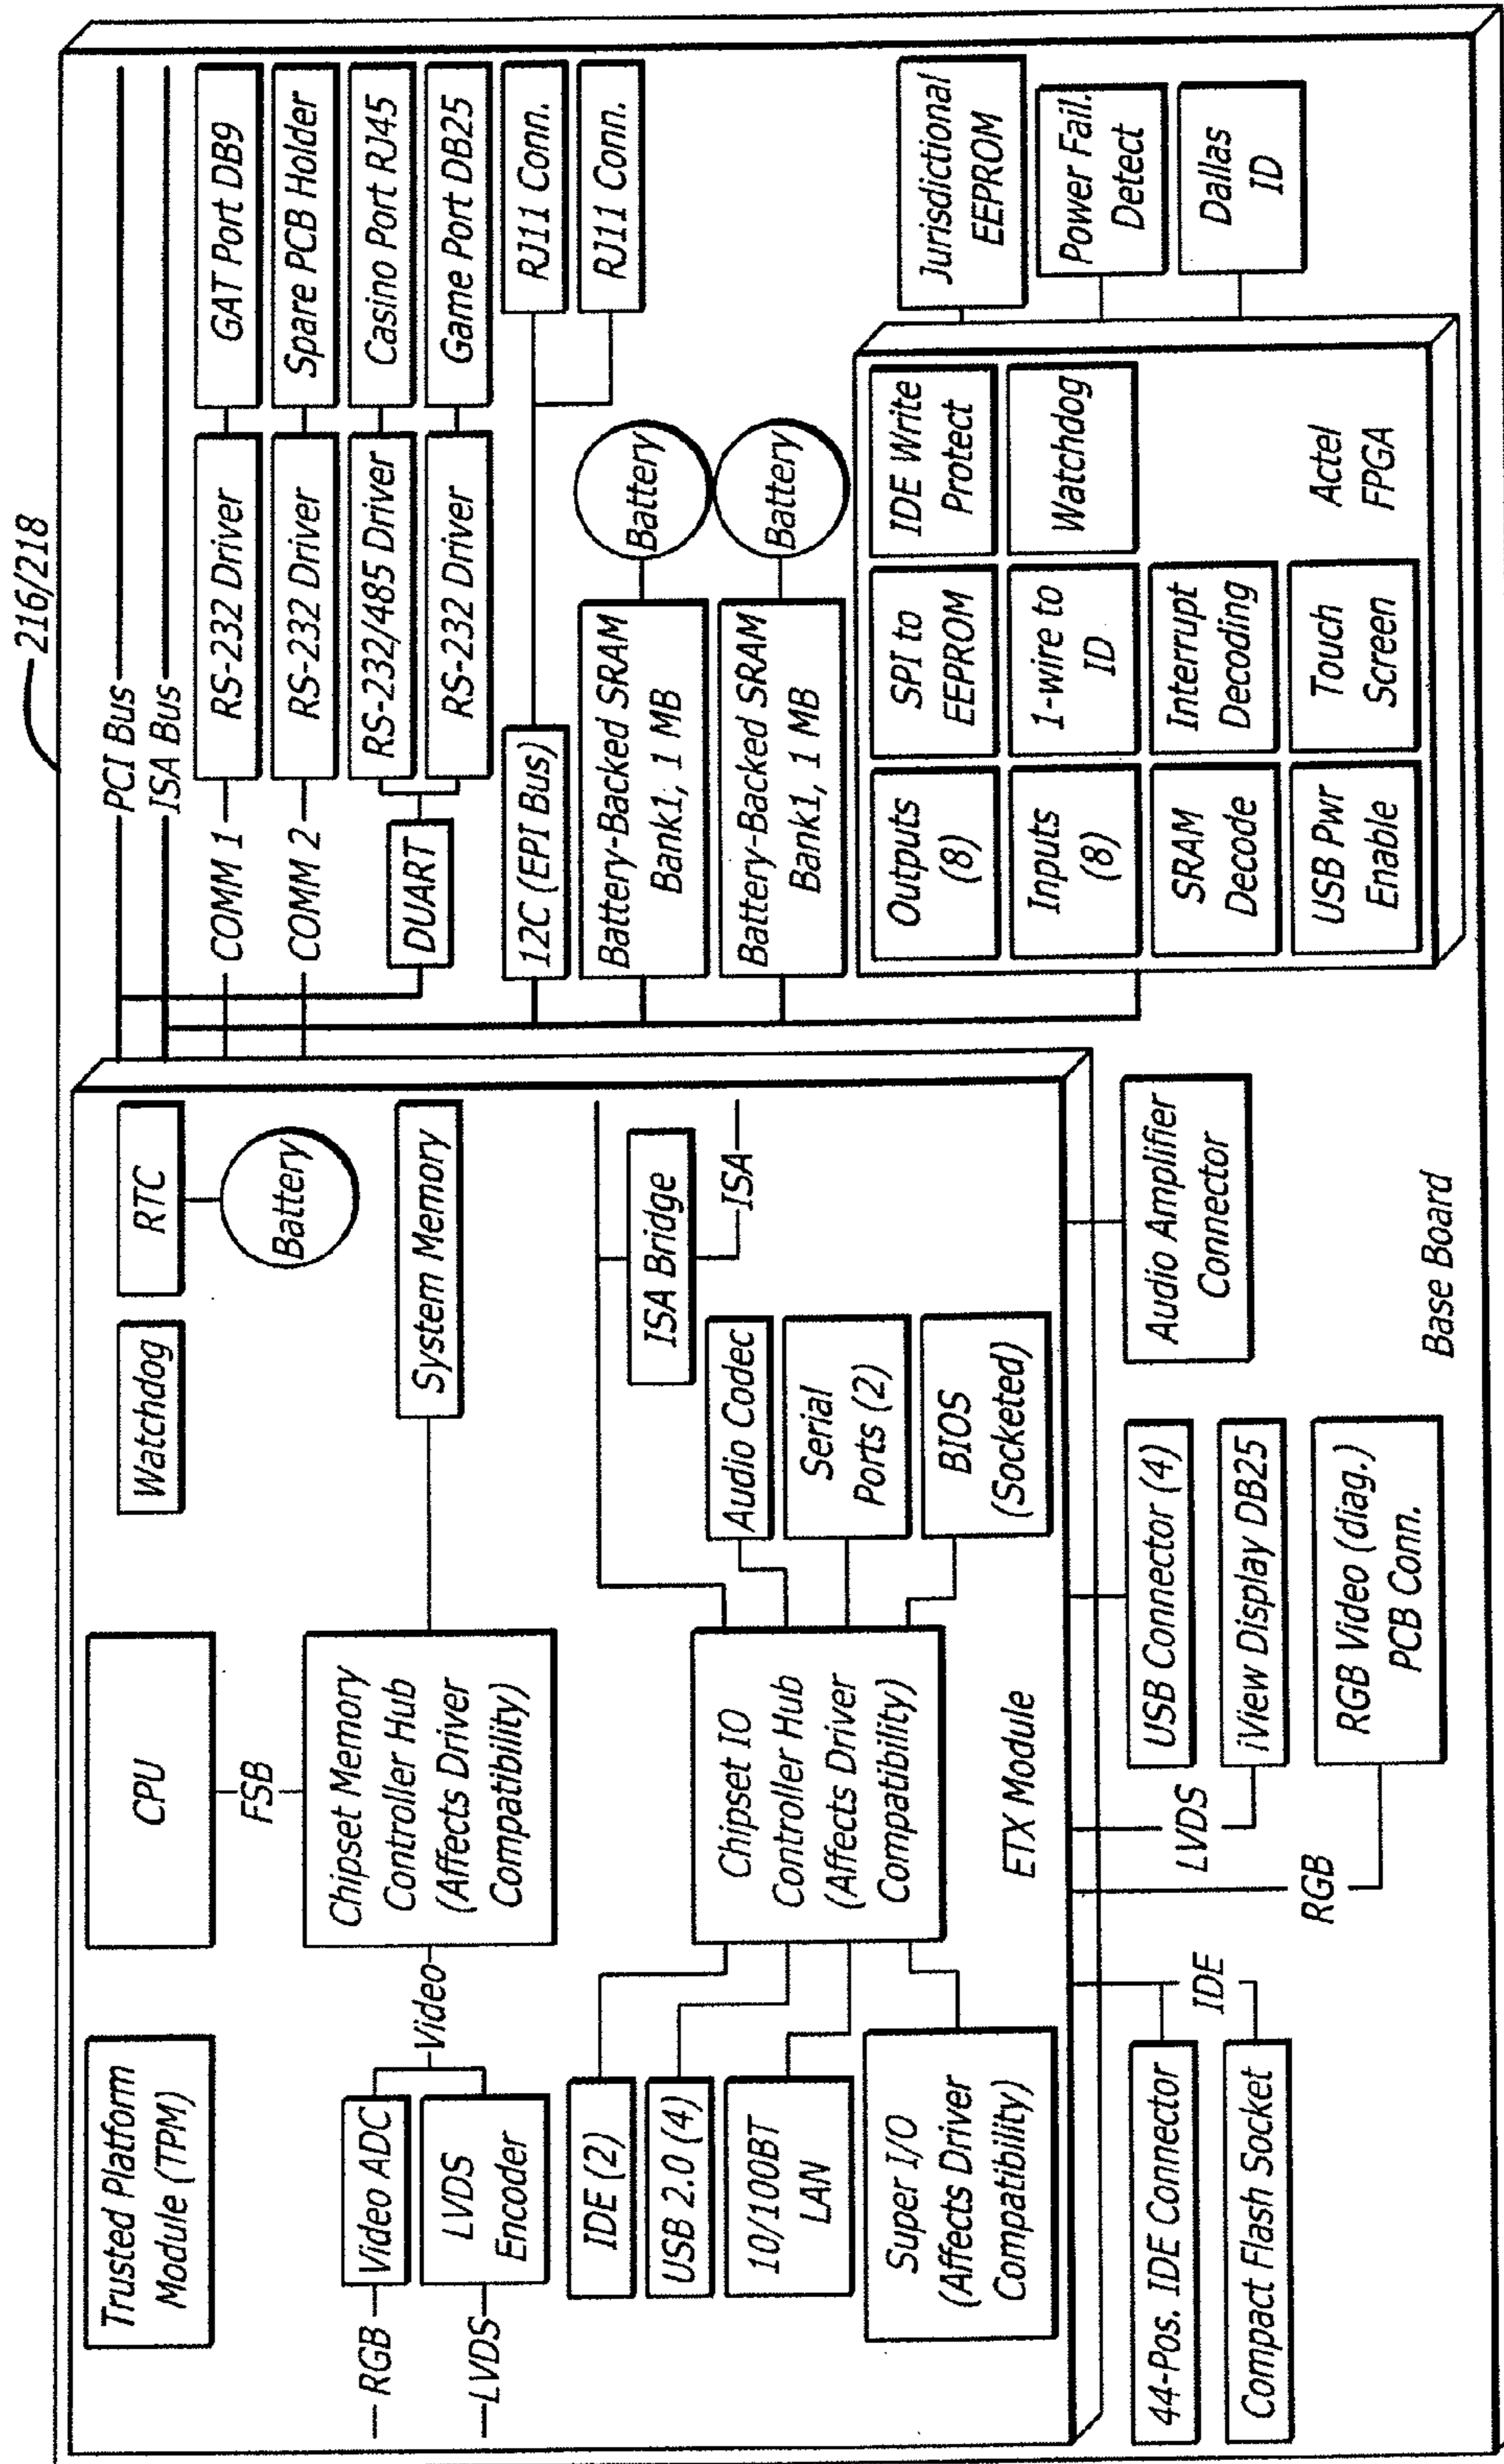 216/218
PCI Bus
ISA Bus
Trusted Platform
Module (TPM)
CPU
Watchdog
RTC
Battery
FSB
RGB
Video ADC
LVDS
LVDS
Encoder
Video
Chipset Memory
Controller Hub
(Affects Driver
Compatibility)
System Memory
IDE (2)
USB 2.0 (4)
10/100BT
LAN
Super I/O
(Affects Driver
Compatibility)
Chipset IO
Controller Hub
(Affects Driver
Compatibility)
ISA Bridge
ISA
Audio Codec
Serial
Ports (2)
BIOS
(Socketed)
ETX Module
COMM 1
RS-232 Driver
GAT Port DB9
COMM 2
RS-232 Driver
Spare PCB Holder
DUART
RS-232/485 Driver
Casino Port RJ45
RS-232 Driver
Game Port DB25
12C (EPI Bus)
RJ11 Conn.
RJ11 Conn.
Battery-Backed SRAM
Bank1, 1 MB
Battery
Battery-Backed SRAM
Bank1, 1 MB
Battery
Outputs
(8)
SPI to
EEPROM
IDE Write
Protect
Inputs
(8)
1-wire to
ID
Watchdog
SRAM
Decode
Interrupt
Decoding
USB Pwr
Enable
Touch
Screen
Actel
FPGA
Jurisdictional
EEPROM
Power Fail.
Detect
Dallas
ID
44-Pos. IDE Connector
IDE
Compact Flash Socket
RGB
LVDS
USB Connector (4)
iView Display DB25
RGB Video (diag.)
PCB Conn.
Audio Amplifier
Connector
Base Board